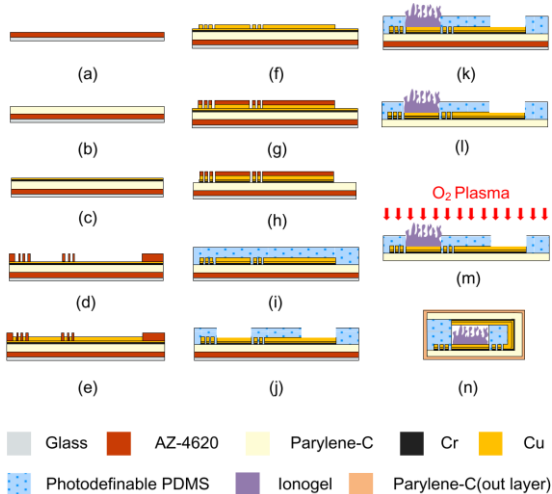 (a)
(b)
(c)
(d)
(e)
(f)
(g)
(h)
(i)
(j)
(k)
(l)
O2 Plasma
(m)
(n)
Glass AZ-4620 Parylene-C Cr Cu
Photodefinable PDMS Ionogel Parylene-C(out layer)